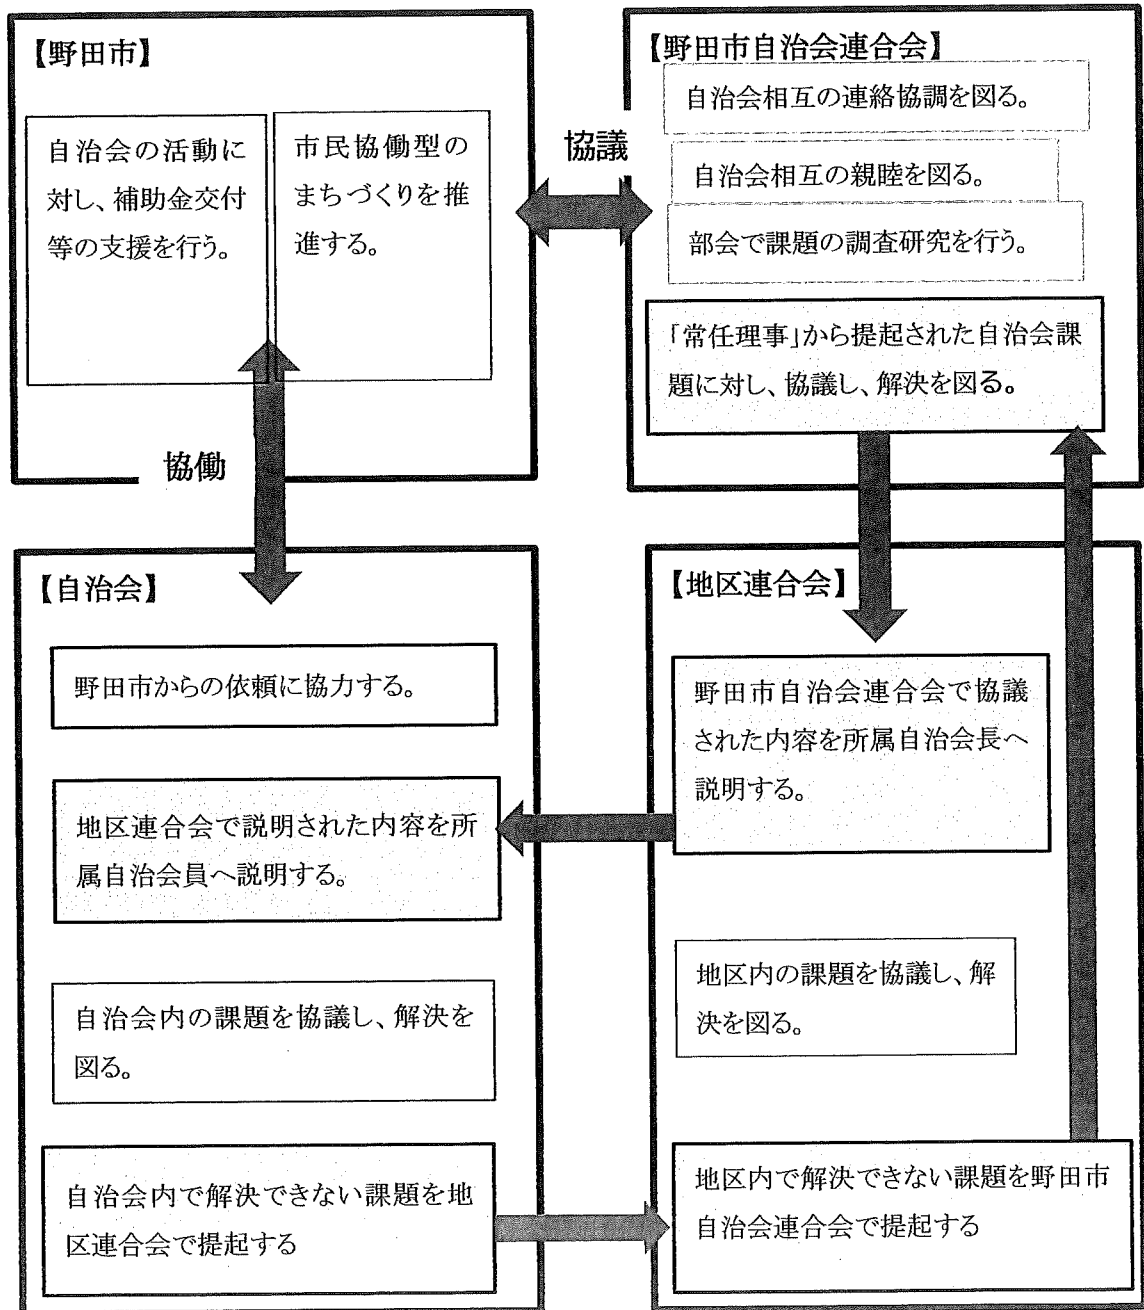 【野田市】
自治会の活動に
対し、補助金交付
等の支援を行う。
市民協働型の
まちづくりを推
進する。
協議
【野田市自治会連合会】
自治会相互の連絡協調を図る。
自治会相互の親睦を図る。
部会で課題の調査研究を行う。
「常任理事」から提起された自治会課
題に対し、協議し、解決を図る。
協働
【自治会】
野田市からの依頼に協力する。
地区連合会で説明された内容を所
属自治会員へ説明する。
自治会内の課題を協議し、解決を
図る。
自治会内で解決できない課題を地
区連合会で提起する
【地区連合会】
野田市自治会連合会で協議
された内容を所属自治会長へ
説明する。
地区内の課題を協議し、解
決を図る。
地区内で解決できない課題を野田市
自治会連合会で提起する